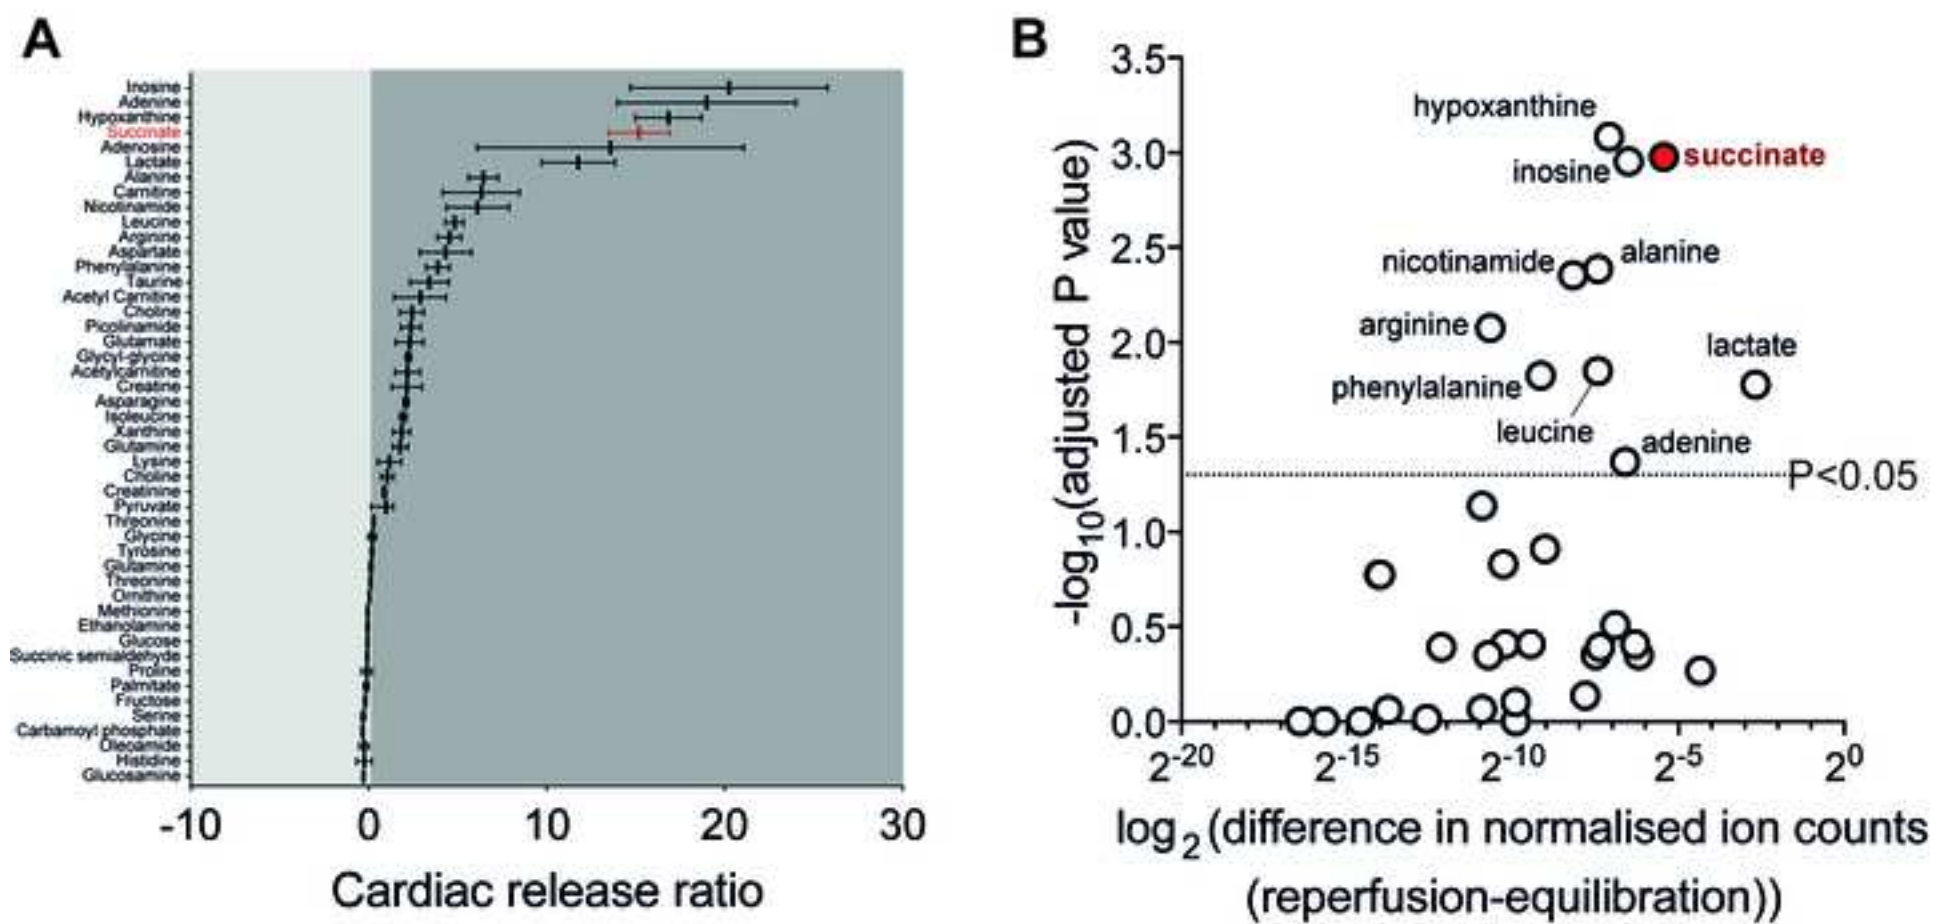 A
Inosine
Adenine
Hypoxanthine
Succinate
Adenosine
Lactate
Alanine
Carnitine
Nicotinamide
Leucine
Arginine
Aspartate
Phenylalanine
Taurine
Acetyl Carnitine
Choline
Picolinamide
Glutamate
Glycyl-glycine
Acetylcarnitine
Creatine
Asparagine
Isoleucine
Xanthine
Glutamine
Lysine
Choline
Creatinine
Pyruvate
Threonine
Glycine
Tyrosine
Glutamine
Threonine
Ornithine
Methionine
Ethanolamine
Glucose
Succinic semialdehyde
Proline
Palmitate
Fructose
Serine
Carbamoyl phosphate
Oleoamide
Histidine
Glucosamine
-10 0 10 20 30
Cardiac release ratio
B
-log10(adjusted P value)
3.5
3.0
2.5
2.0
1.5
1.0
0.5
0.0
hypoxanthine
inosine
succinate
nicotinamide
alanine
arginine
lactate
phenylalanine
leucine
adenine
P<0.05
2-20 2-15 2-10 2-5 20
log2(difference in normalised ion counts
(reperfusion-equilibration))